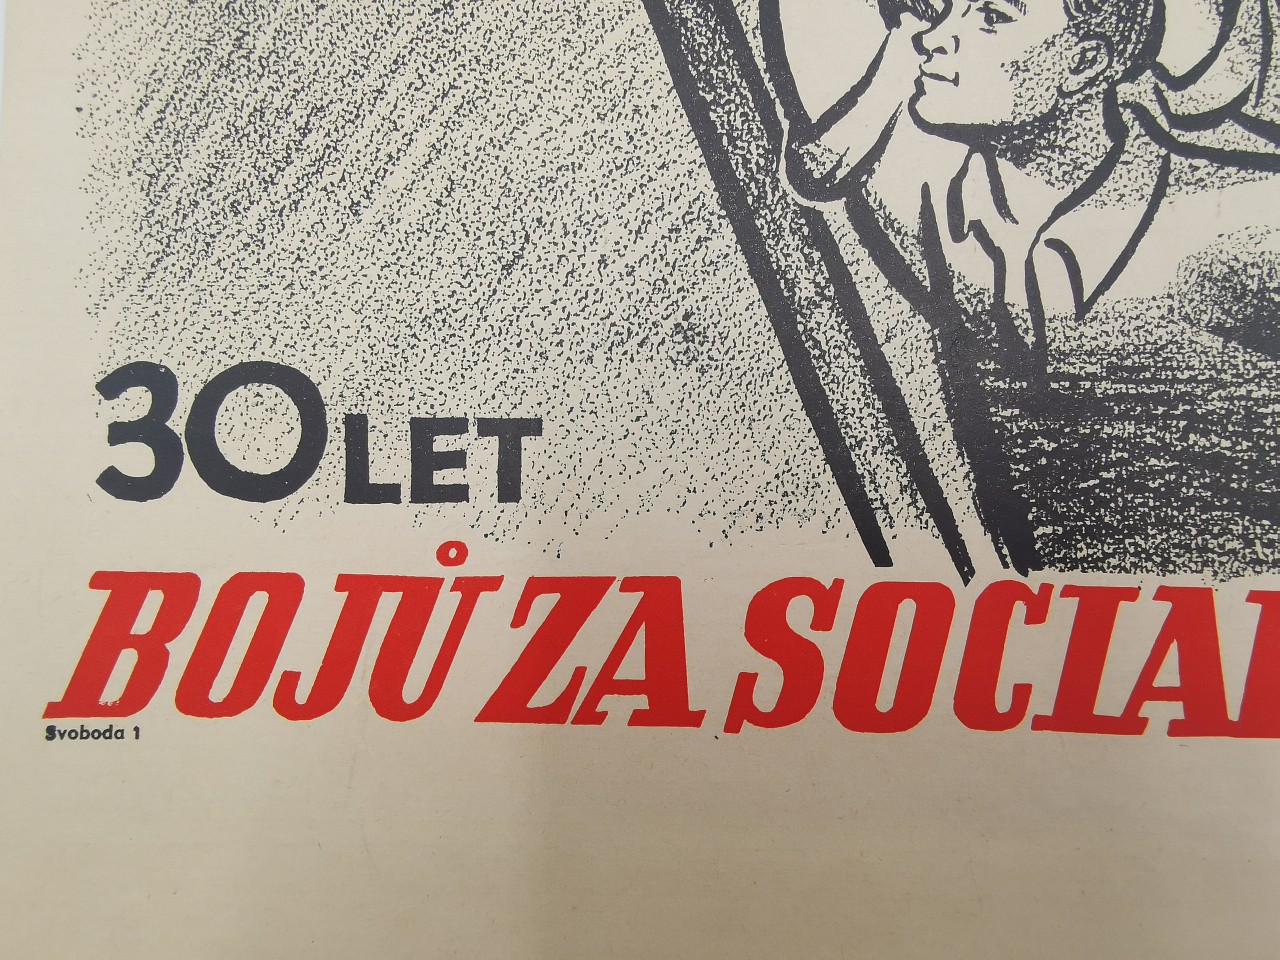 30 LET
BOJŮ ZA SOCIA
Svoboda 1